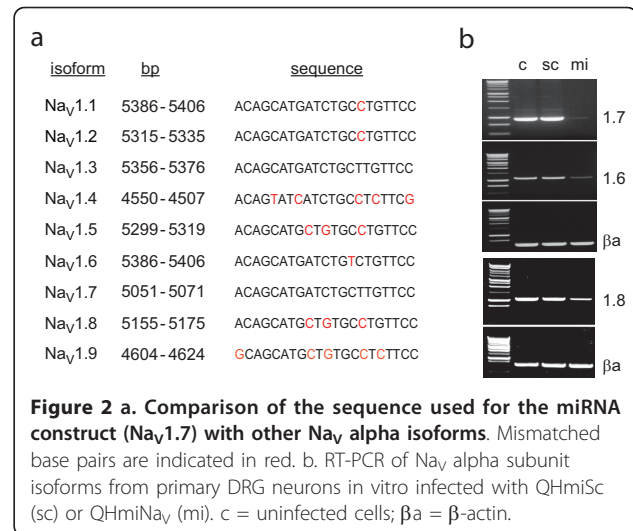 a
isoform bp sequence
NaV1.1 5386-5406 ACAGCATGATCTGCCTGTTCC
NaV1.2 5315-5335 ACAGCATGATCTGCCTGTTCC
NaV1.3 5356-5376 ACAGCATGATCTGCTTGTTCC
NaV1.4 4550-4507 ACAGTATCATCTGCCTCTTCG
NaV1.5 5299-5319 ACAGCATGCTGTGCCTGTTCC
NaV1.6 5386-5406 ACAGCATGATCTGTCTGTTCC
NaV1.7 5051-5071 ACAGCATGATCTGCTTGTTCC
NaV1.8 5155-5175 ACAGCATGCTGTGCCTGTTCC
NaV1.9 4604-4624 GCAGCATGCTGTGCCTCTTCC
b
c sc mi
1.7
1.6
βa
1.8
βa
Figure 2 a. Comparison of the sequence used for the miRNA
construct (NaV1.7) with other NaV alpha isoforms. Mismatched
base pairs are indicated in red. b. RT-PCR of NaV alpha subunit
isoforms from primary DRG neurons in vitro infected with QHmiSc
(sc) or QHmiNaV (mi). c = uninfected cells; βa = β-actin.